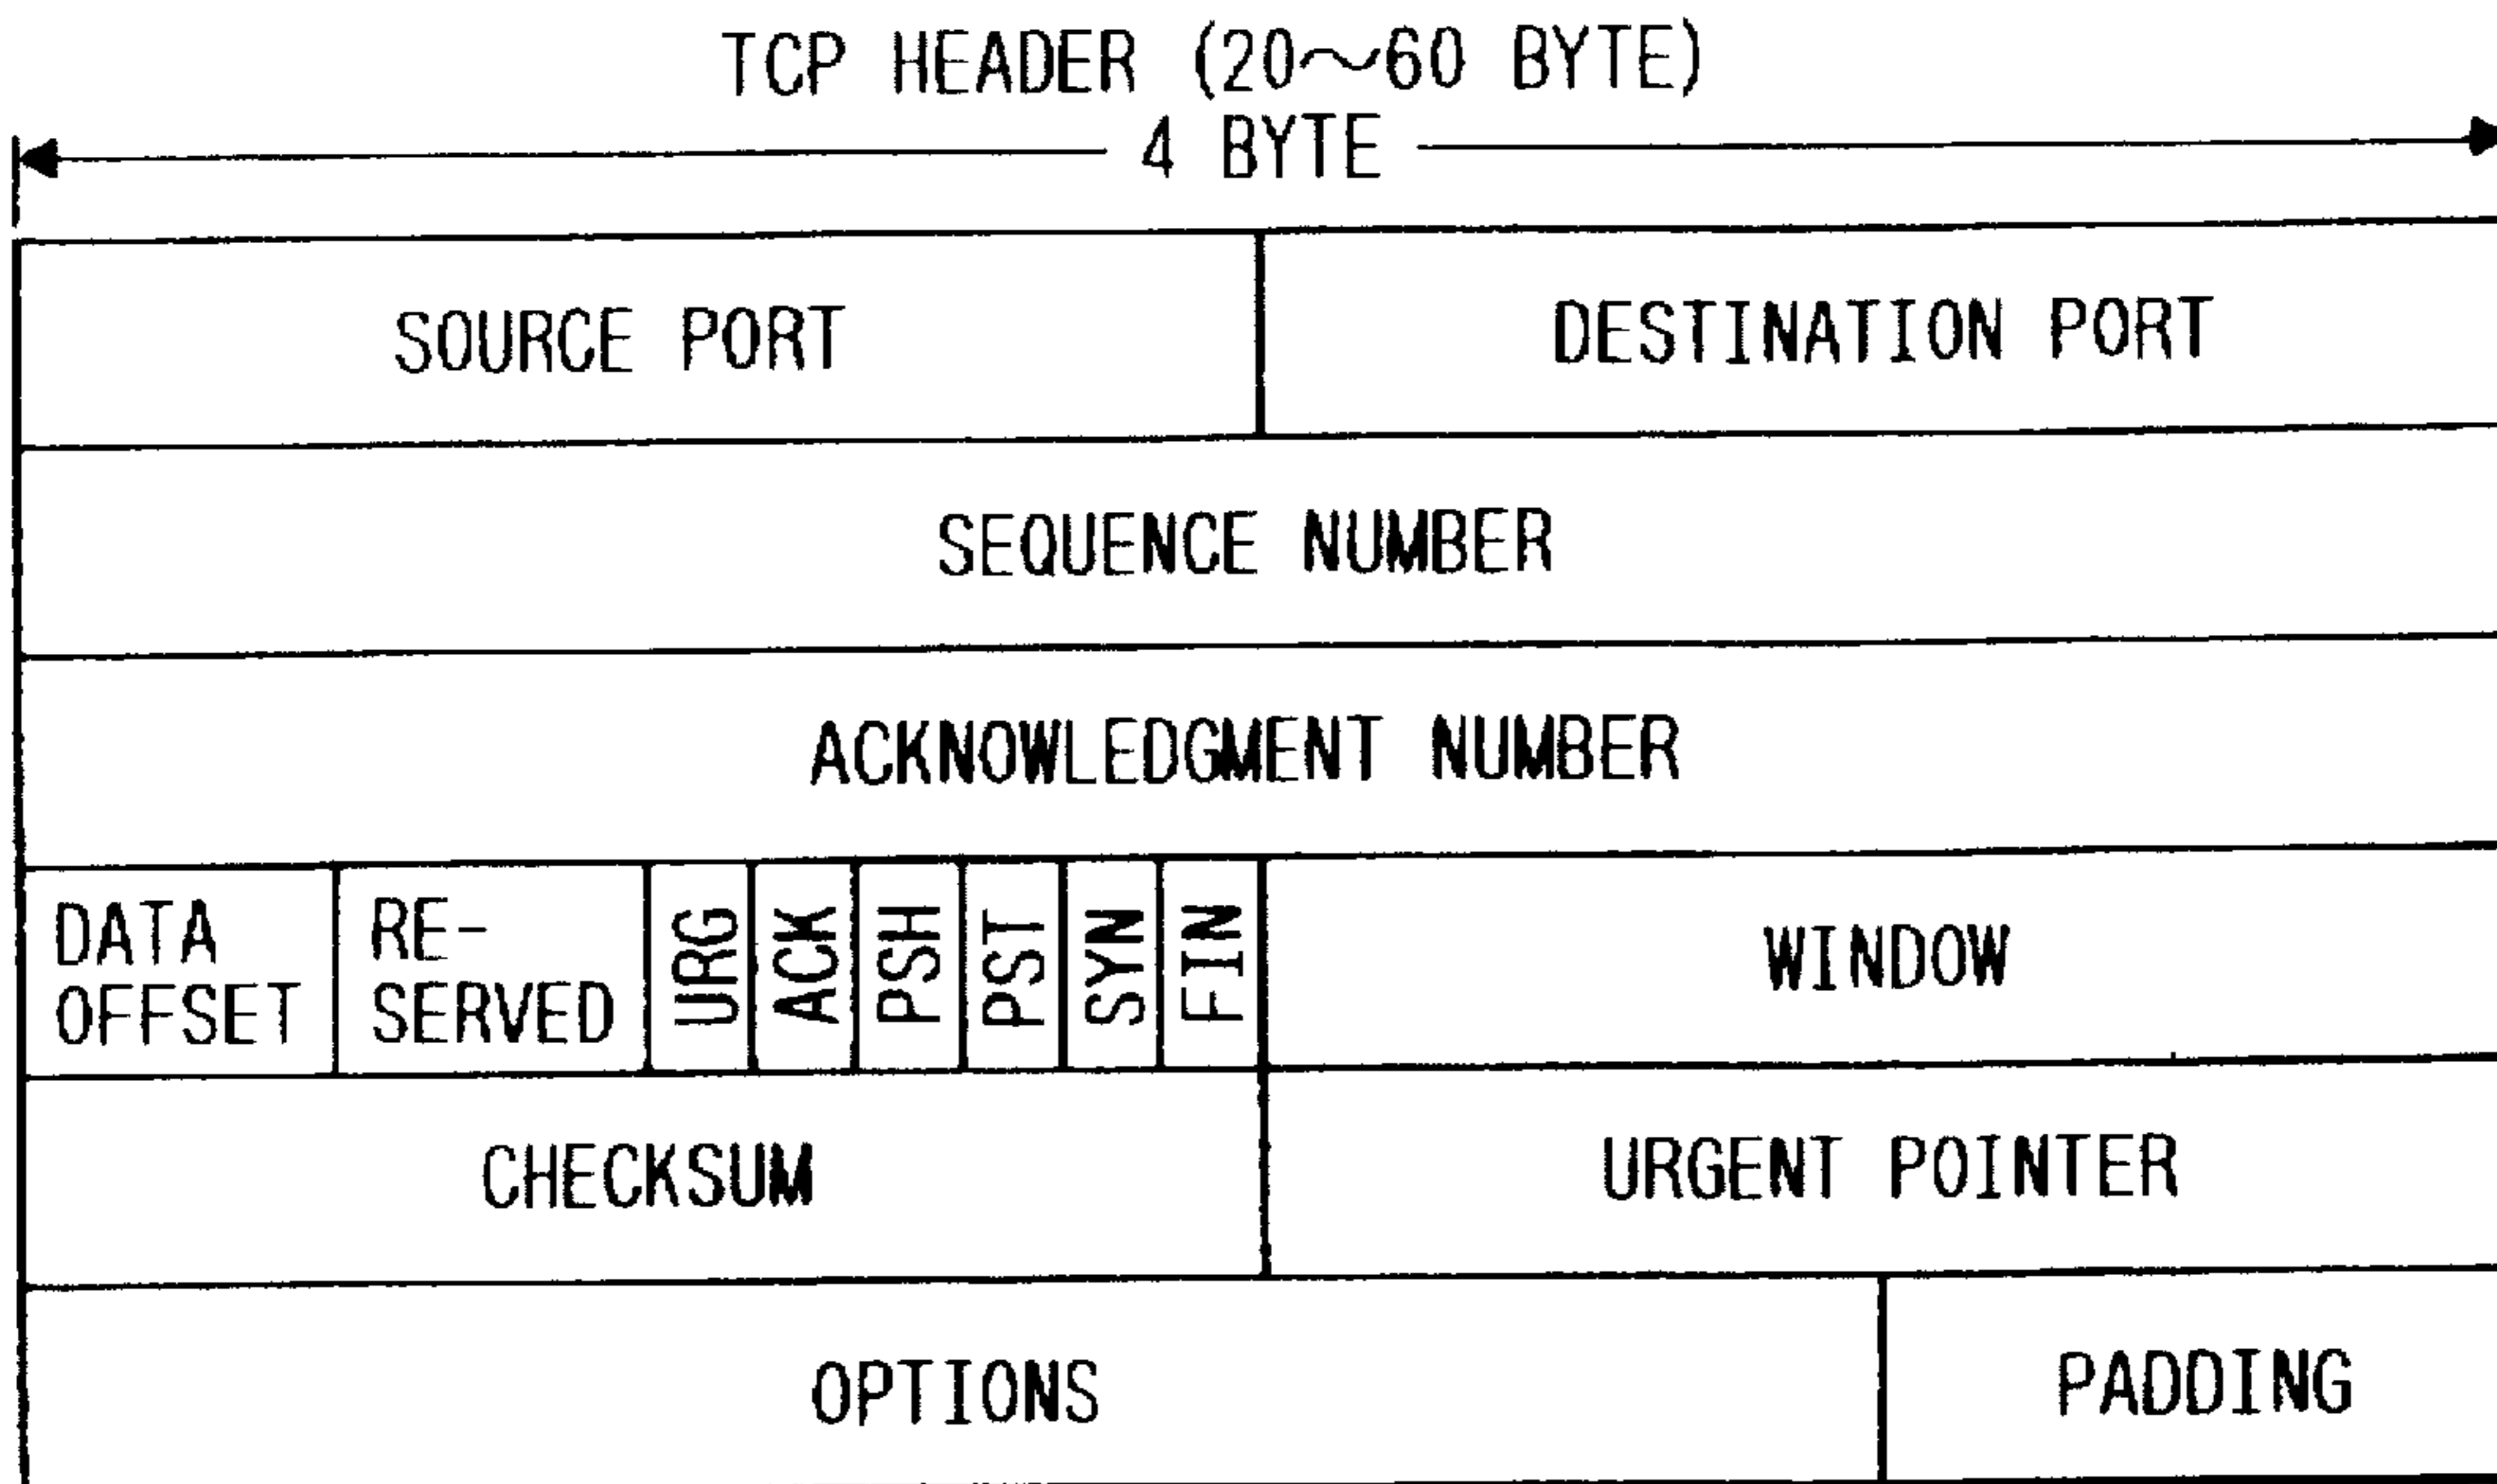 TCP HEADER (20～60 BYTE)
4 BYTE
SOURCE PORT
DESTINATION PORT
SEQUENCE NUMBER
ACKNOWLEDGMENT NUMBER
DATA
OFFSET
RE-
SERVED
URG
ACK
PSH
PST
SYN
FIN
WINDOW
CHECKSUM
URGENT POINTER
OPTIONS
PADDING